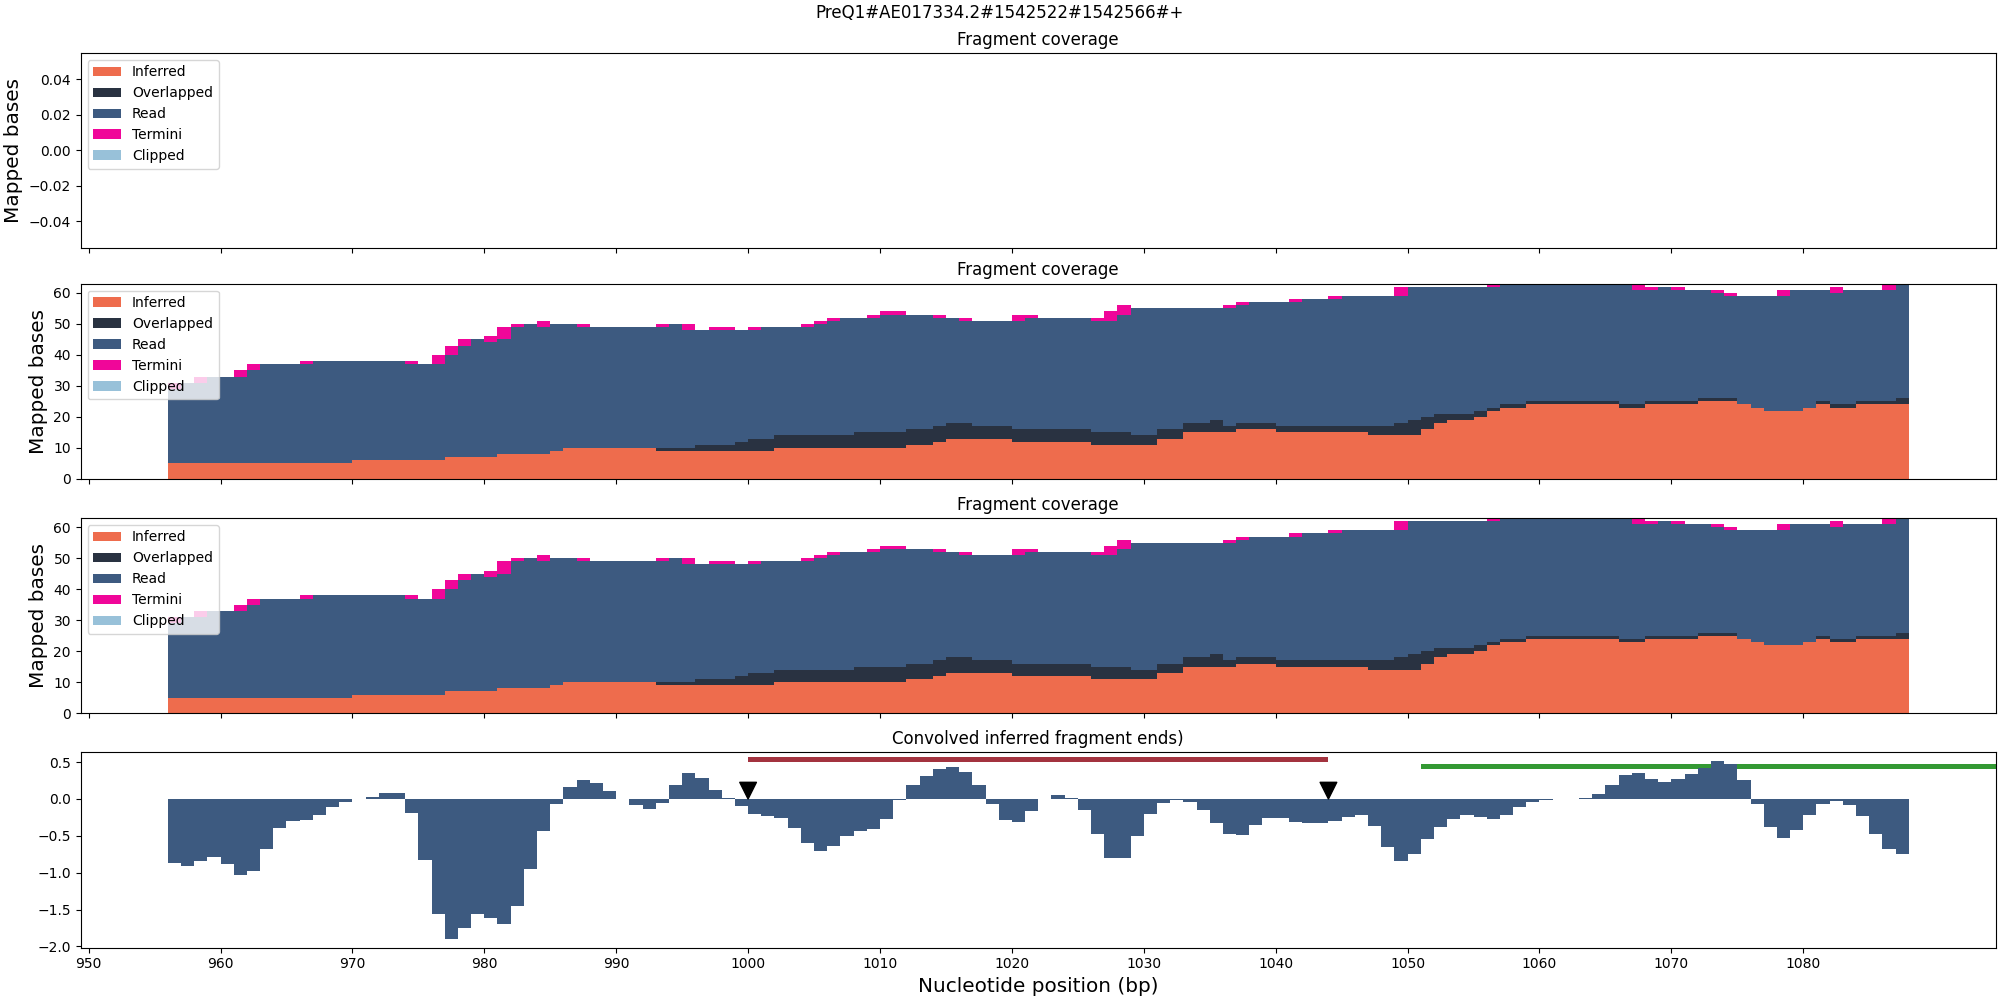 PreQ1#AE017334.2#1542522#1542566#+
Fragment coverage
Mapped bases
0.04
0.02
0.00
−0.02
−0.04
Inferred
Overlapped
Read
Termini
Clipped
Fragment coverage
Mapped bases
60
50
40
30
20
10
0
Inferred
Overlapped
Read
Termini
Clipped
Fragment coverage
Mapped bases
60
50
40
30
20
10
0
Inferred
Overlapped
Read
Termini
Clipped
Convolved inferred fragment ends)
0.5
0.0
−0.5
−1.0
−1.5
−2.0
950 960 970 980 990 1000 1010 1020 1030 1040 1050 1060 1070 1080
Nucleotide position (bp)